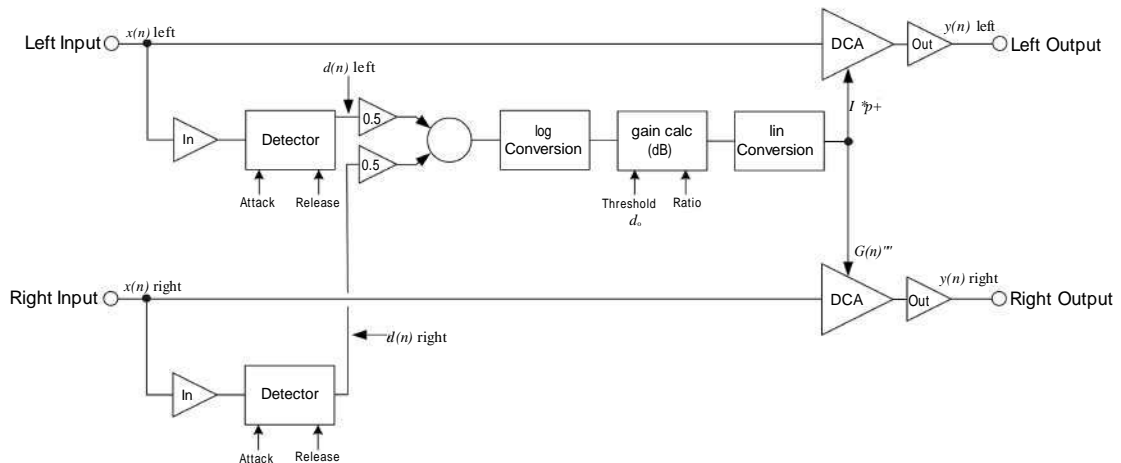 x(n) left
Left Input
DCA
Out
y(n) left
Left Output
d(n) left
I *p+
In
Detector
0.5
0.5
log
Conversion
gain calc
(dB)
lin
Conversion
Attack
Release
Threshold
dₒ
Ratio
G(n)""
x(n) right
Right Input
DCA
Out
y(n) right
Right Output
d(n) right
In
Detector
Attack
Release